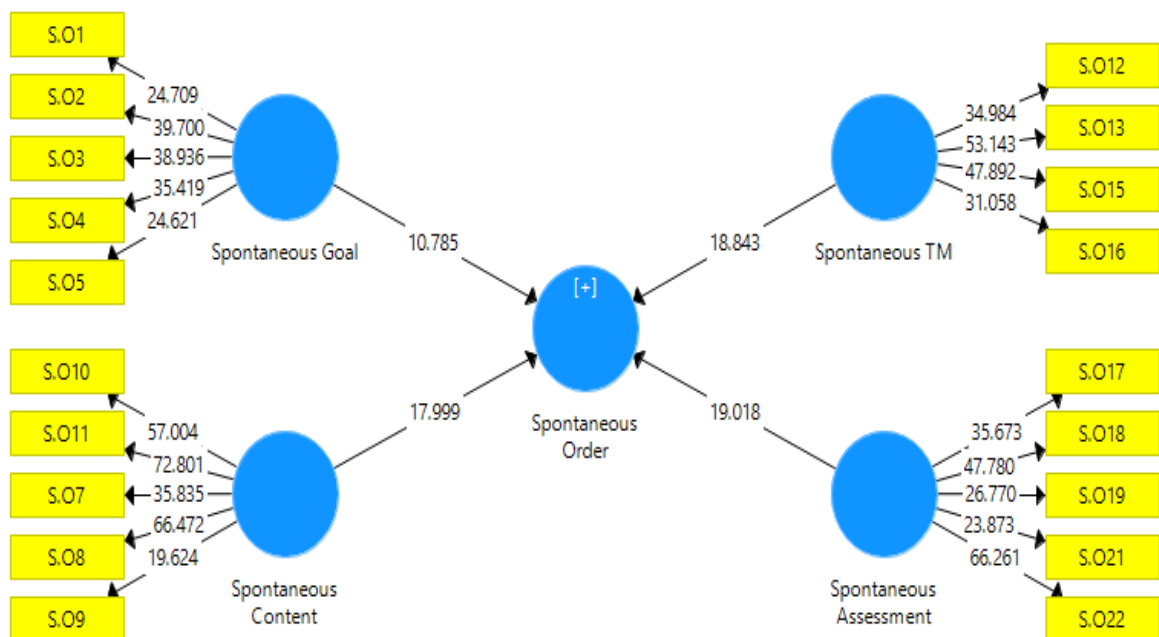 S.O1
S.O2
S.O3
S.O4
S.O5
24.709
39.700
38.936
35.419
24.621
Spontaneous Goal
10.785
S.O12
S.O13
S.O15
S.O16
34.984
53.143
47.892
31.058
Spontaneous TM
18.843
[+]
Spontaneous
Order
S.O10
S.O11
S.O7
S.O8
S.O9
57.004
72.801
35.835
66.472
19.624
Spontaneous
Content
17.999
S.O17
S.O18
S.O19
S.O21
S.O22
35.673
47.780
26.770
23.873
66.261
Spontaneous
Assessment
19.018